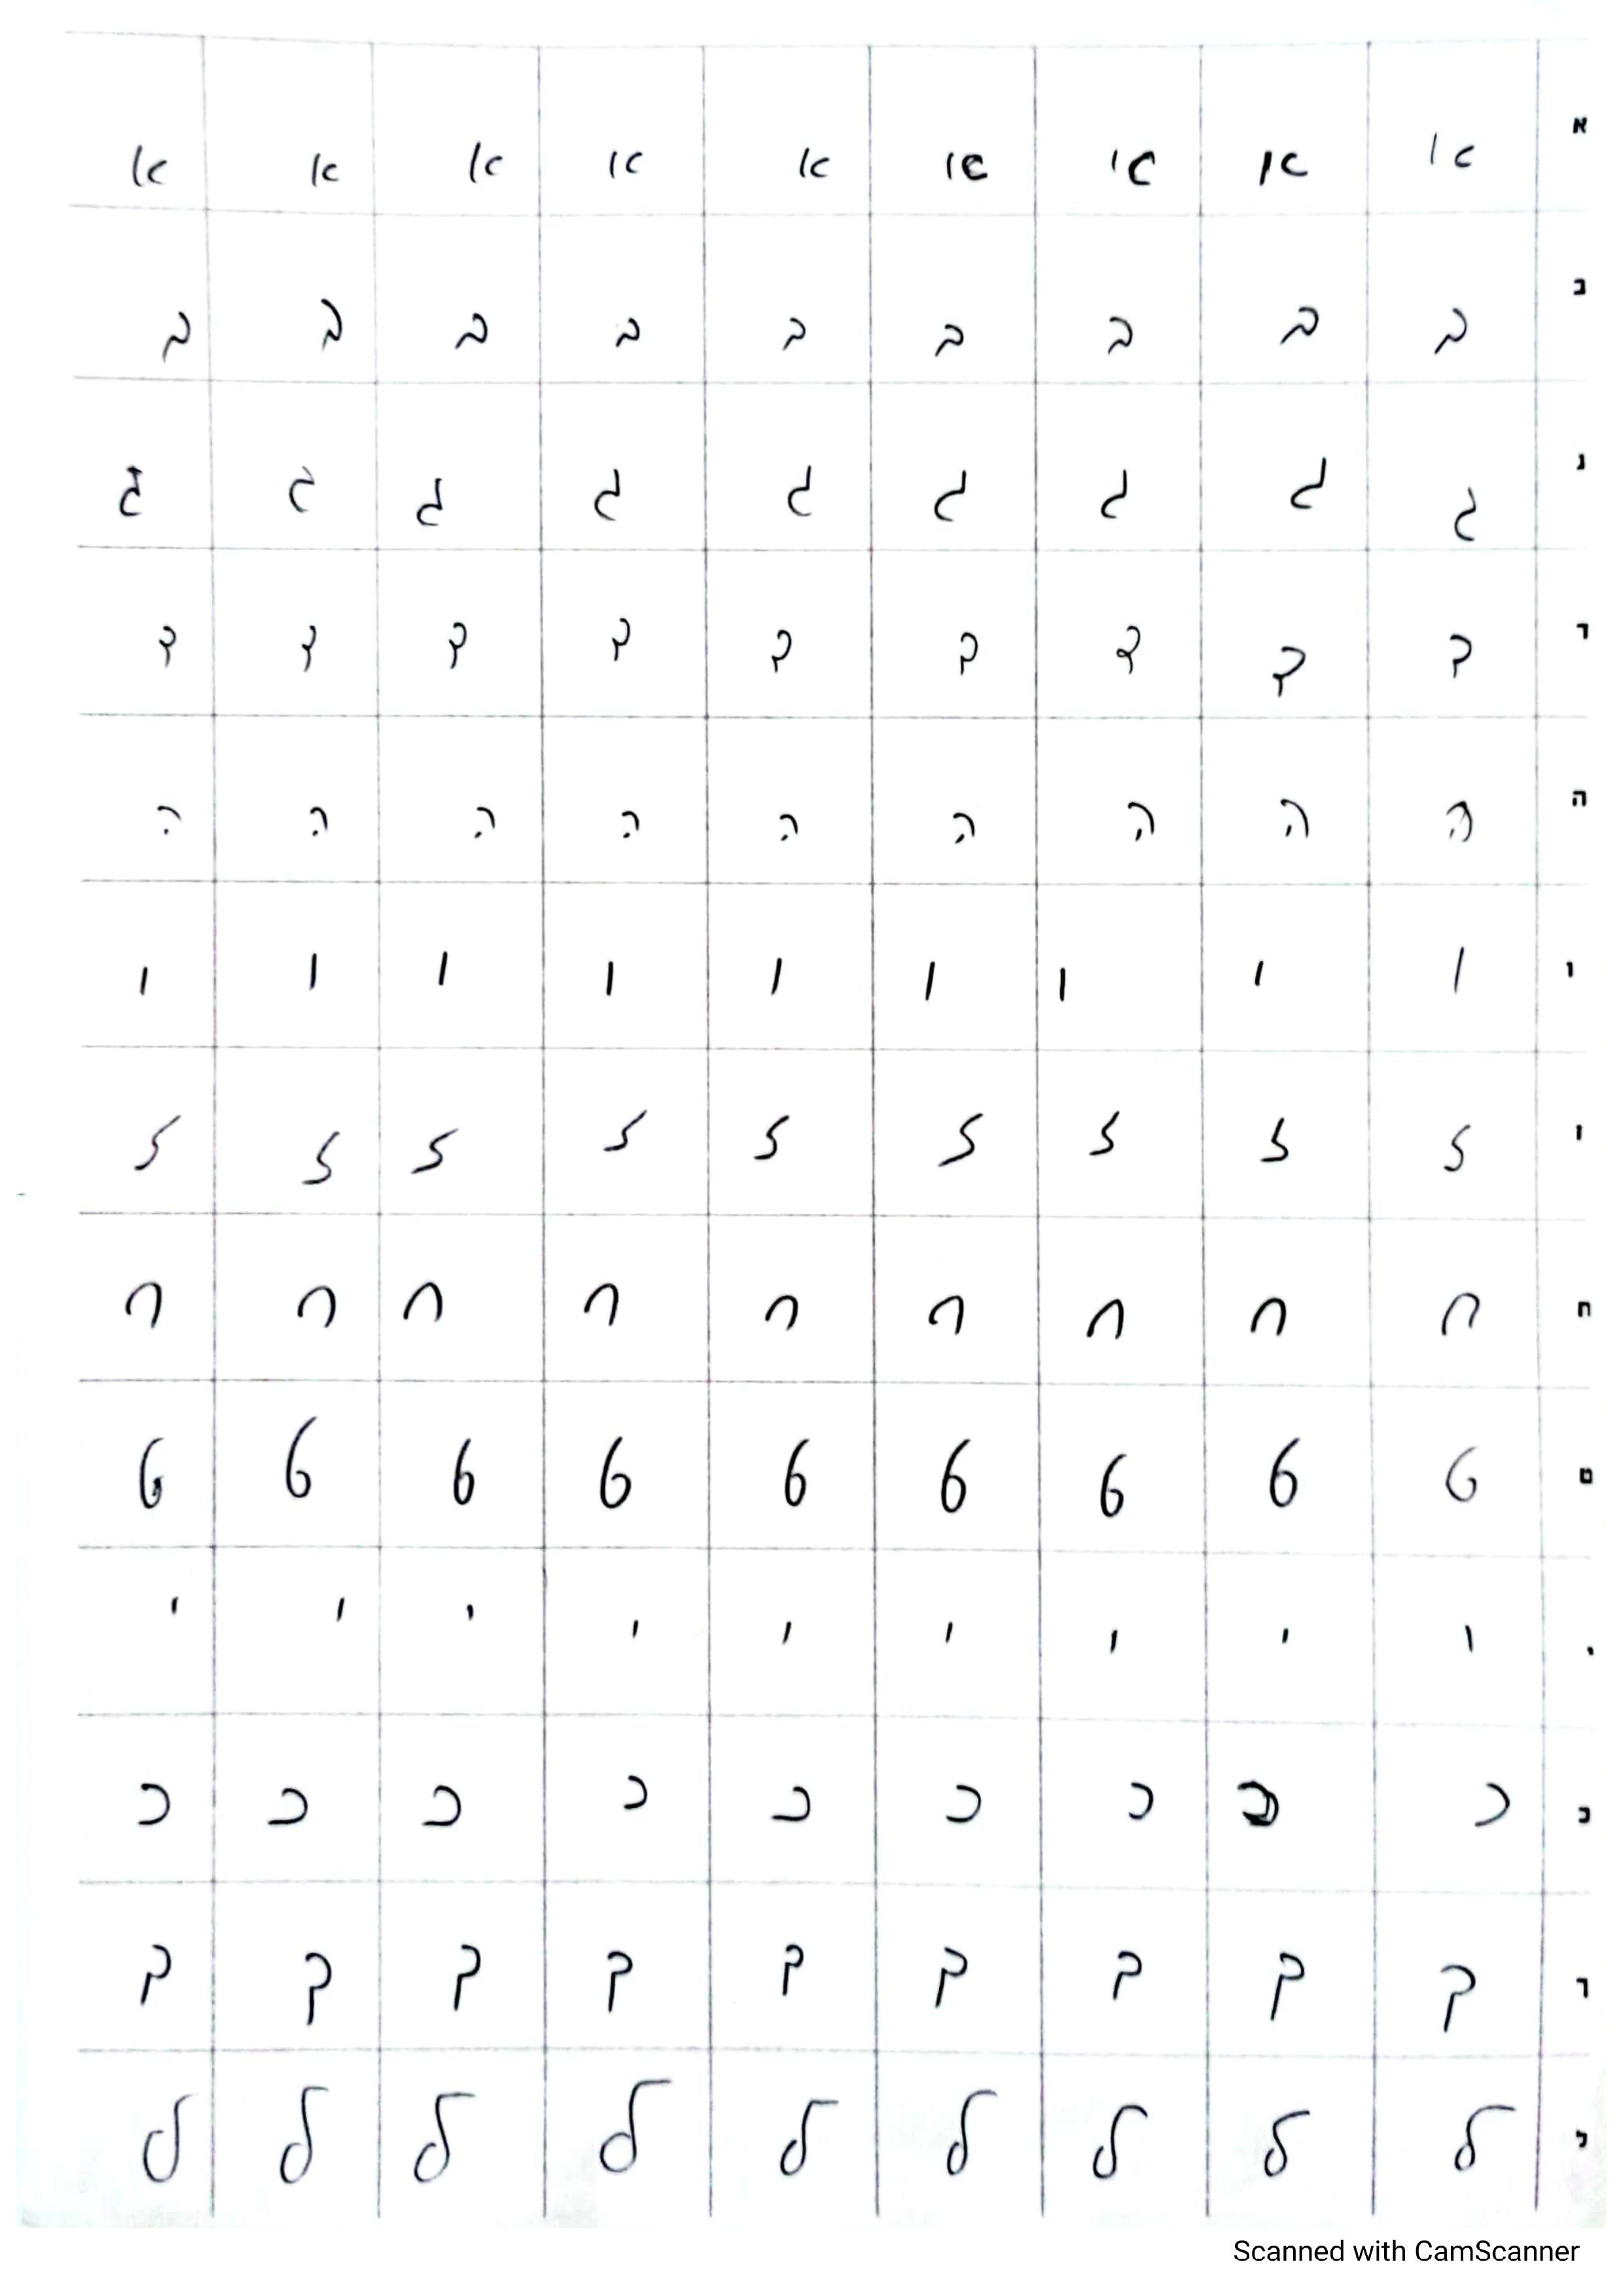 א א א א א א א א א א
ב ב ב ב ב ב ב ב ב ב
ג ג ג ג ג ג ג ג ג ג
ד ד ד ד ד ד ד ד ד ד
ה ה ה ה ה ה ה ה ה ה
ו ו ו ו ו ו ו ו ו ו
ז ז ז ז ז ז ז ז ז ז
ח ח ח ח ח ח ח ח ח ח
ט ט ט ט ט ט ט ט ט ט
י י י י י י י י י י
כ כ כ כ כ כ כ כ כ כ
ך ך ך ך ך ך ך ך ך ך
ל ל ל ל ל ל ל ל ל ל
Scanned with CamScanner